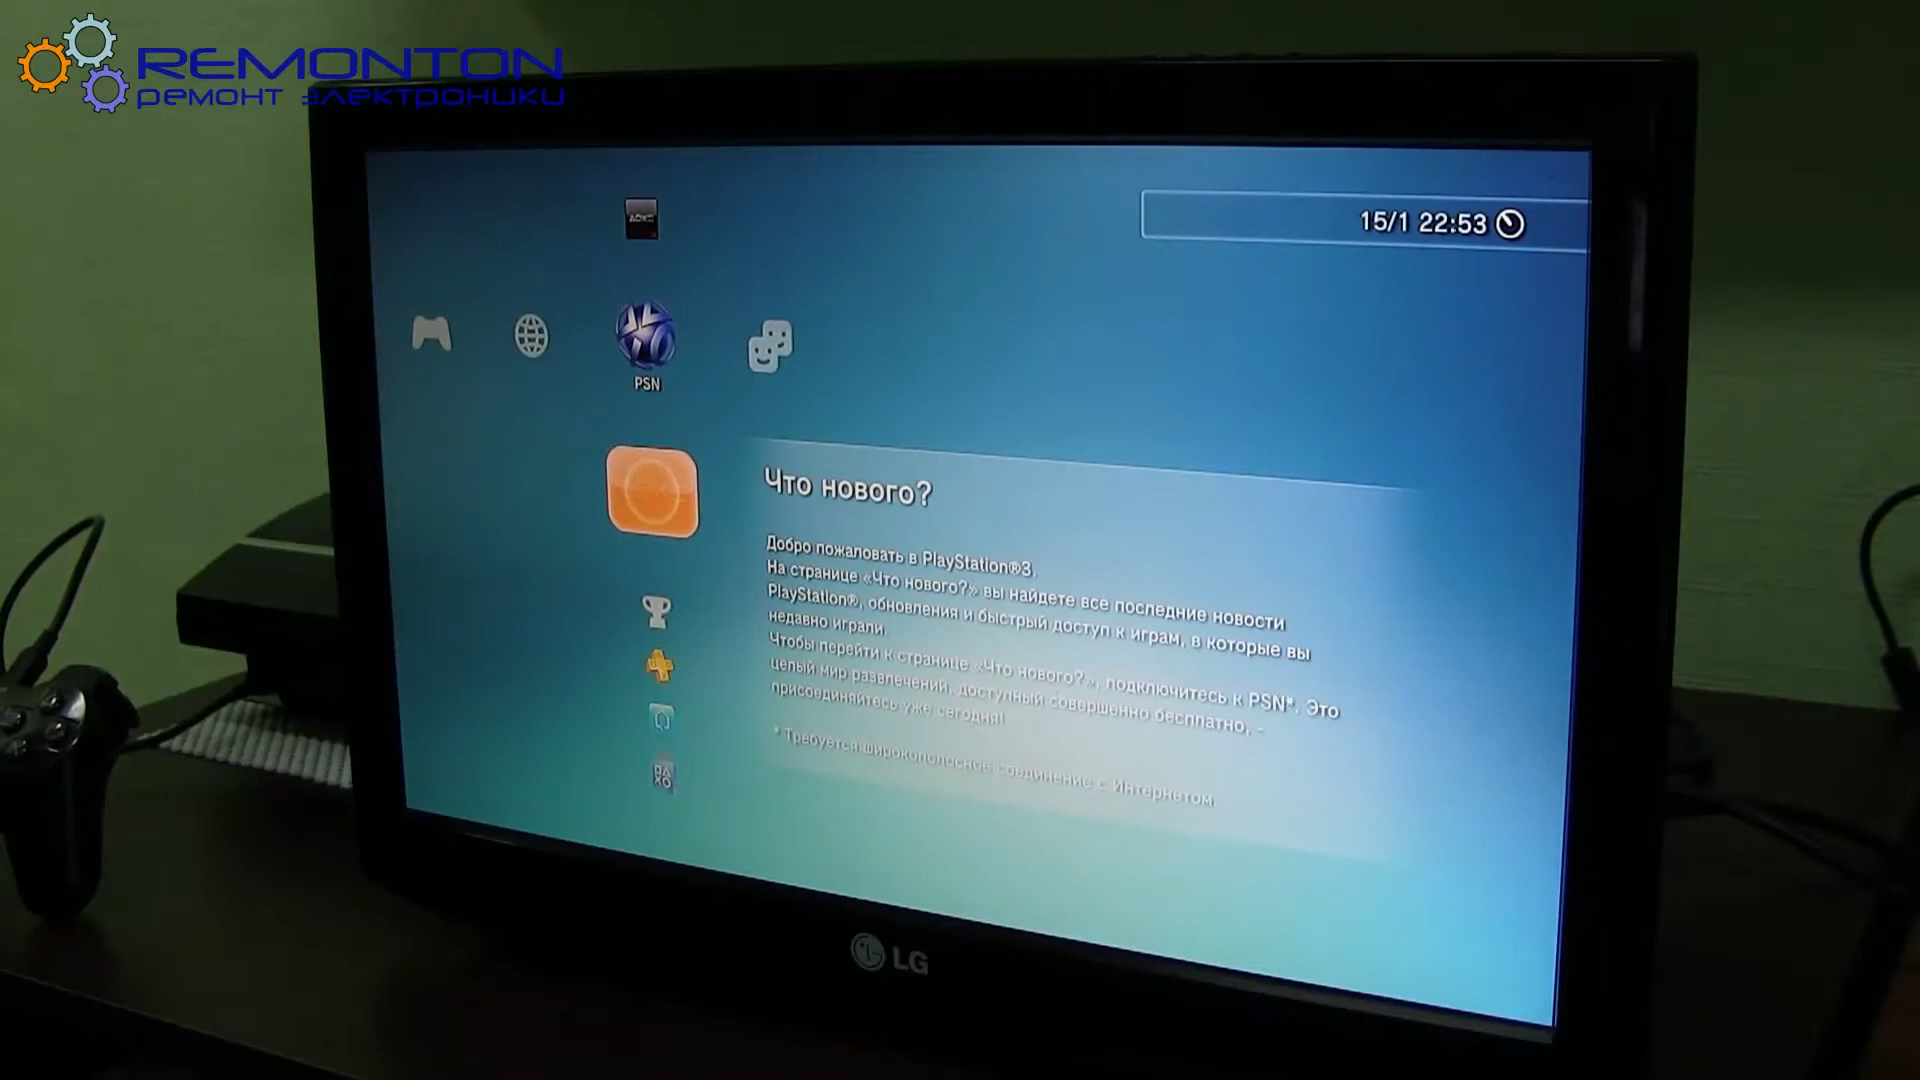 REMONTON
ремонт электроники
15/1 22:53
PSN
Что нового?
Добро пожаловать в PlayStation®3.
На странице «Что нового?» вы найдете все последние новости
PlayStation®, обновления и быстрый доступ к играм, в которые вы
недавно играли.
Чтобы перейти к странице «Что нового?», подключитесь к PSN*. Это
целый мир развлечений, доступный совершенно бесплатно, –
присоединяйтесь уже сегодня!
* Требуется широкополосное соединение с Интернетом
LG